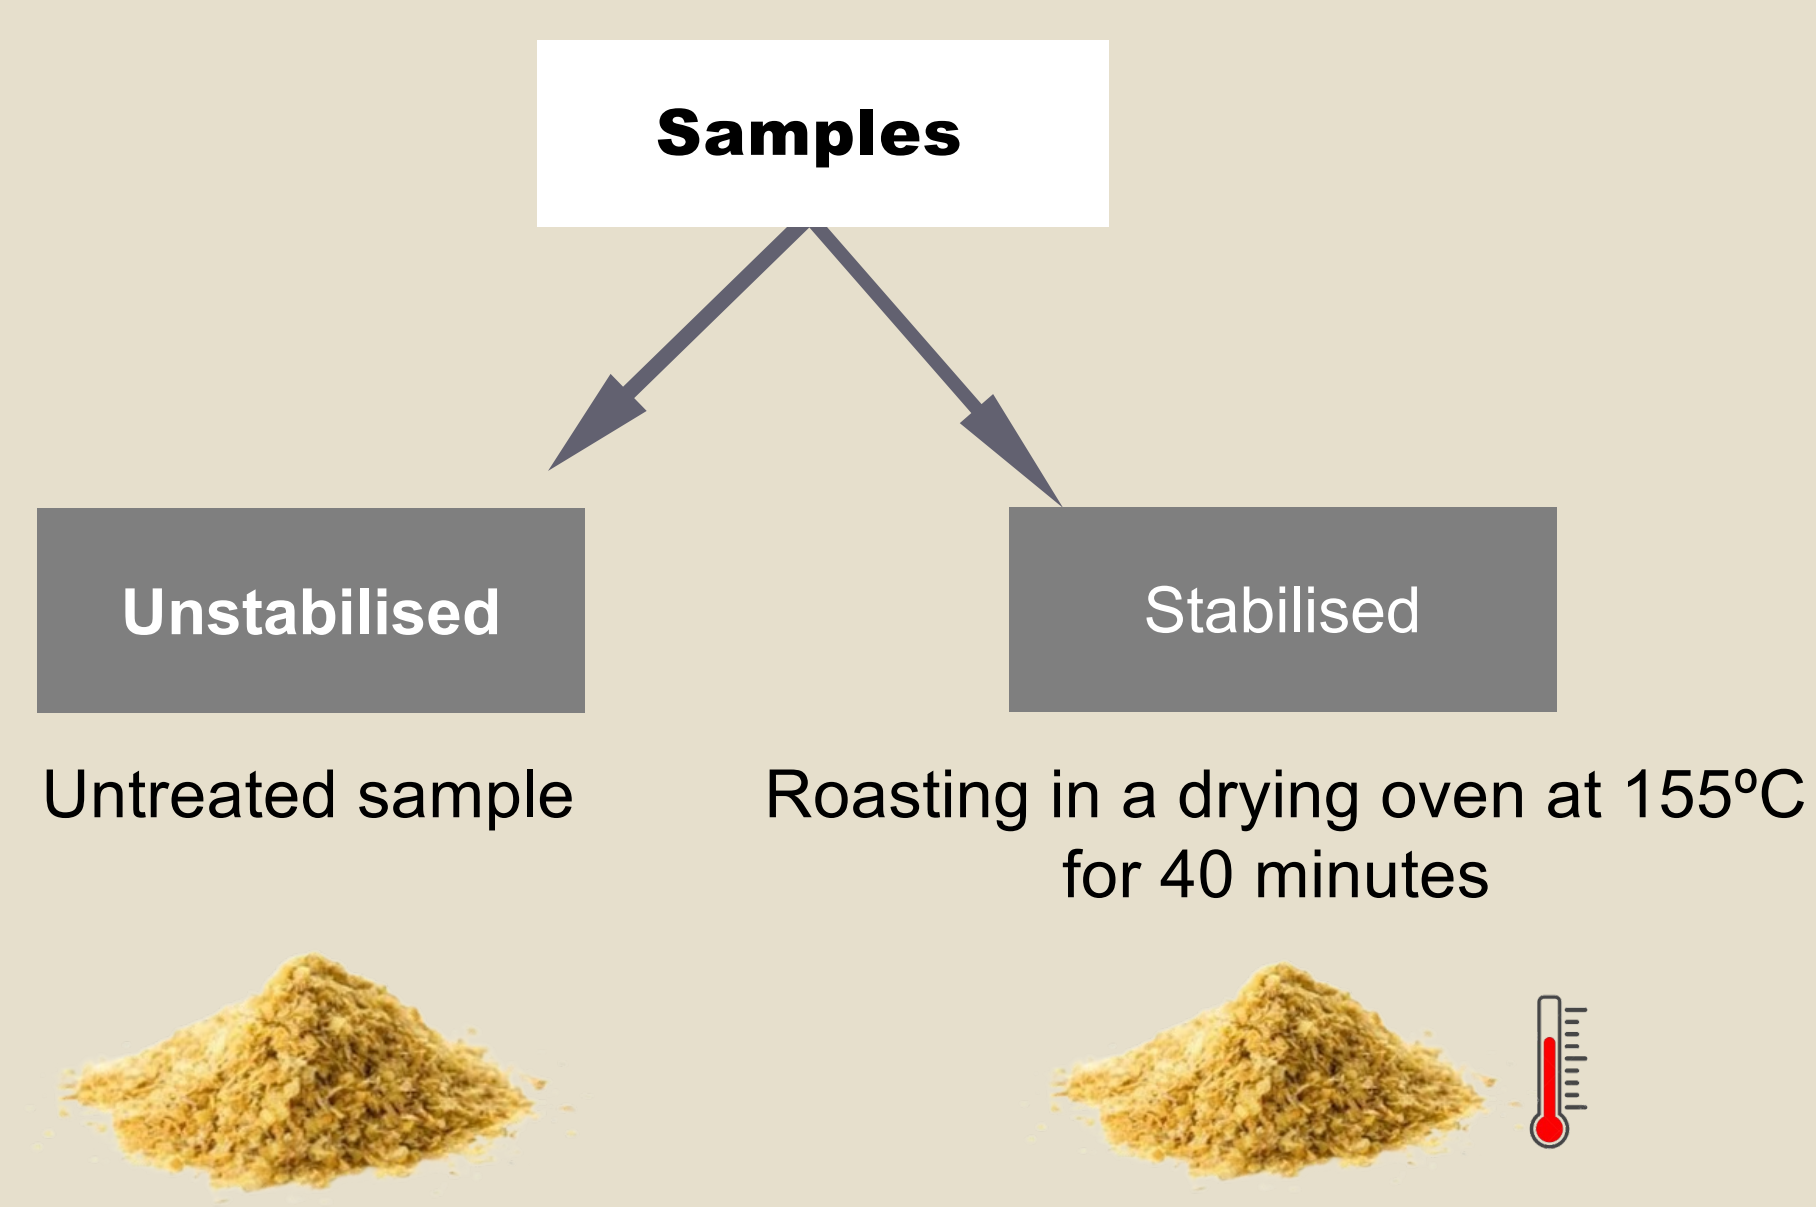 Samples
Unstabilised
Stabilised
Untreated sample
Roasting in a drying oven at 155ºC
for 40 minutes